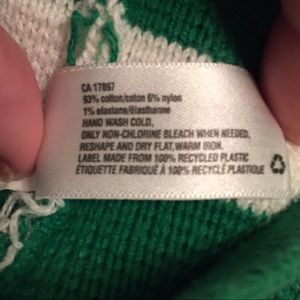 CA 17897
93% cotton/coton 6% nylon
1% elastane/élasthanne
HAND WASH COLD,
ONLY NON-CHLORINE BLEACH WHEN NEEDED,
RESHAPE AND DRY FLAT, WARM IRON.
LABEL MADE FROM 100% RECYCLED PLASTIC
ÉTIQUETTE FABRIQUÉ À 100% RECYCLÉ PLASTIQUE